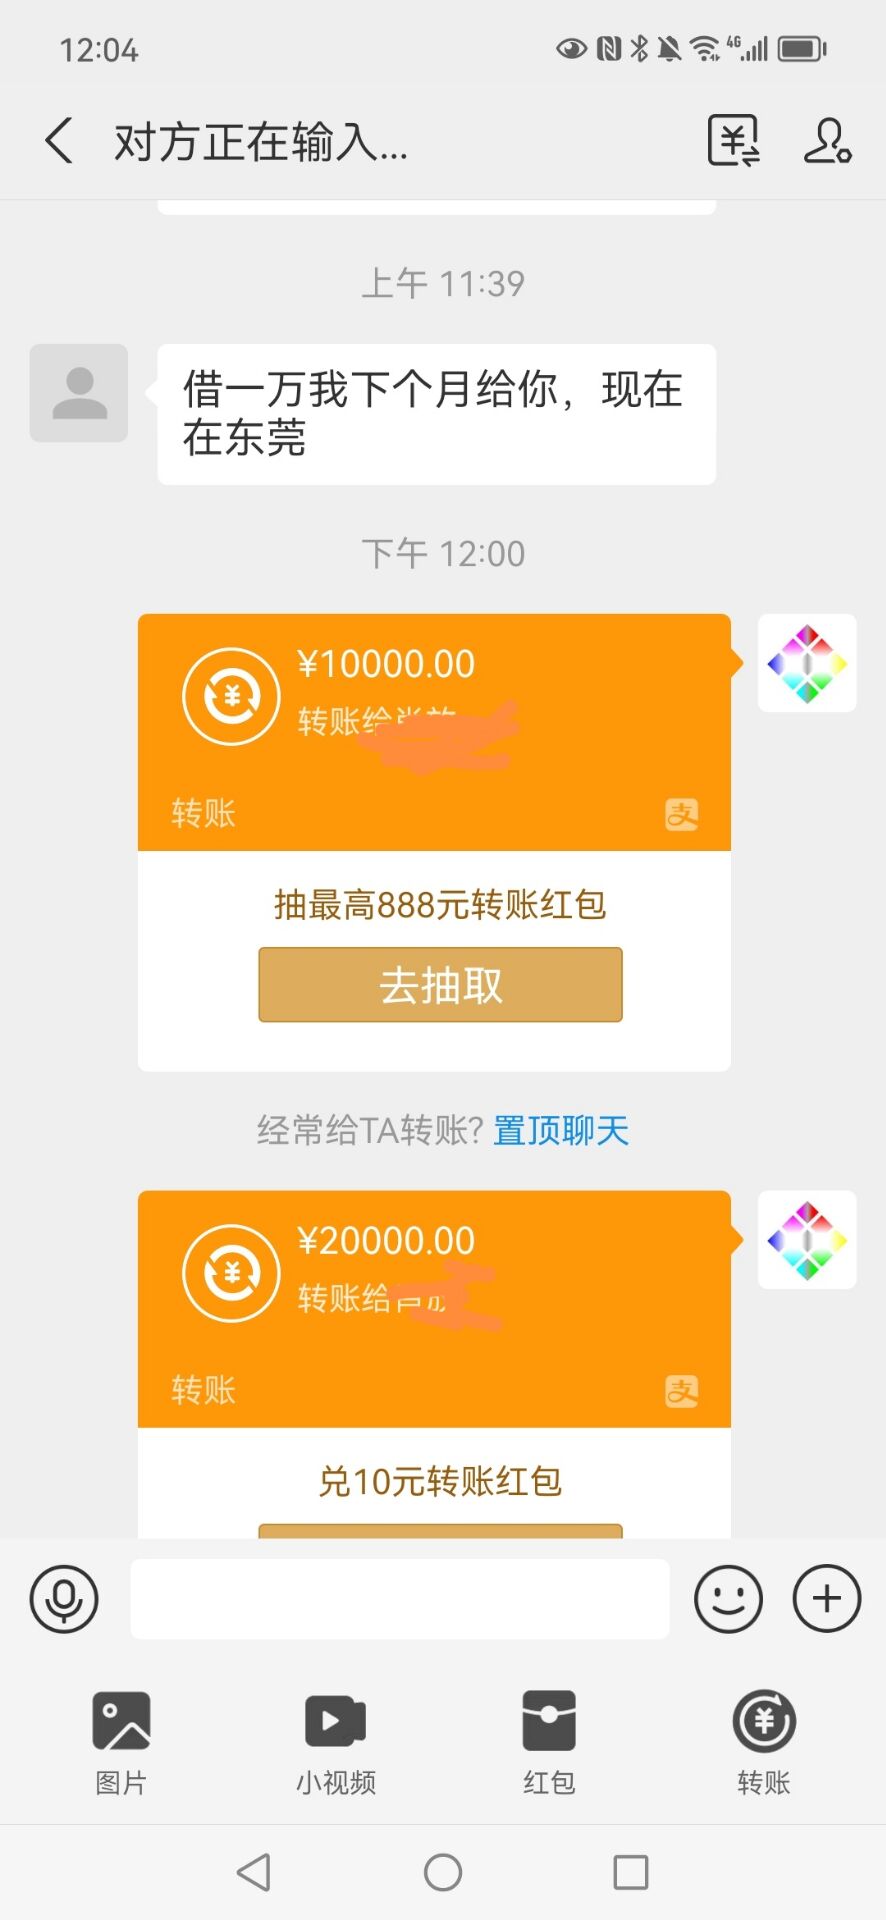 12:04
4G
对方正在输入...
上午 11:39
借一万我下个月给你，现在
在东莞
下午 12:00
¥10000.00
转账给
转账
支
抽最高888元转账红包
去抽取
经常给TA转账? 置顶聊天
¥20000.00
转账给
转账
支
兑10元转账红包
图片
小视频
红包
转账